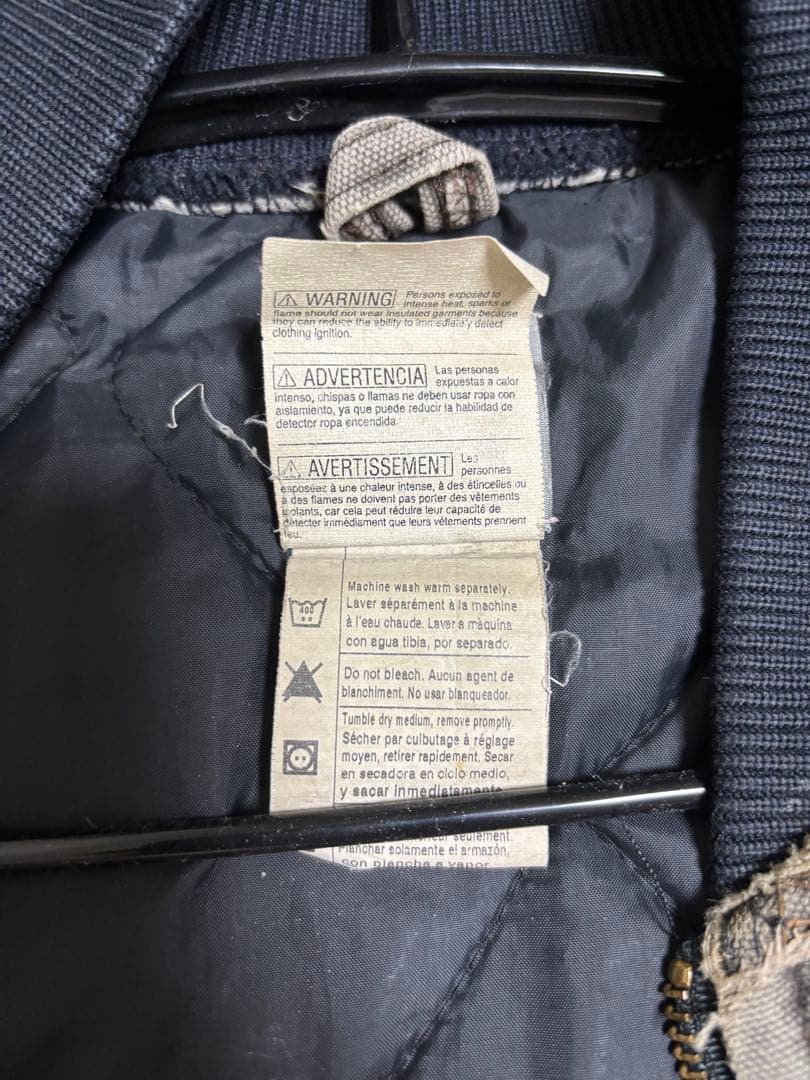 WARNING Persons exposed to
intense heat, sparks or
flame should not wear insulated garments because
they can reduce the ability to immediately detect
clothing ignition.
ADVERTENCIA Las personas
expuestas a calor
intenso, chispas o llamas ne deben usar ropa con
aislamiento, ya que puede reducir la habilidad de
detector ropa encendida
AVERTISSEMENT Les
personnes
esposées à une chaleur intense, à des étincelles ou
à des flames ne doivent pas porter des vêtements
isolants, car cela peut réduire leur capacité de
détecter immédiament que leurs vêtements prennent
feu.
Machine wash warm separately.
Laver séparément à la machine
à l'eau chaude. Lavar a màquina
con agua tibia, por separado.
Do not bleach. Aucun agent de
blanchiment. No usar blanqueador.
Tumble dry medium, remove promptly.
Sécher par culbutage à réglage
moyen, retirer rapidement. Secar
en secadora en ciclo medio,
y sacar inmediatamente
seulement.
Planchar solamente el armazón,
con plancha a vapor